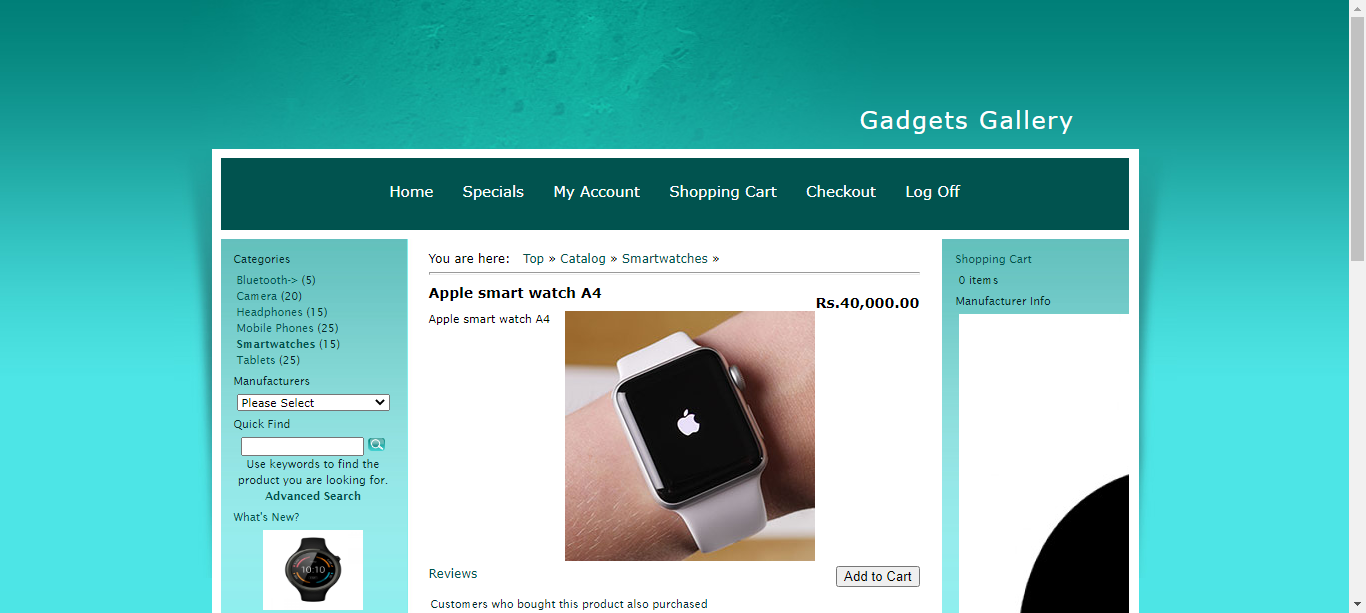 Gadgets Gallery
Home Specials My Account Shopping Cart Checkout Log Off
Categories
Bluetooth-> (5)
Camera (20)
Headphones (15)
Mobile Phones (25)
Smartwatches (15)
Tablets (25)
Manufacturers
Please Select
Quick Find
Use keywords to find the
product you are looking for.
Advanced Search
What's New?
10:10
You are here: Top » Catalog » Smartwatches »
Apple smart watch A4
Rs.40,000.00
Apple smart watch A4
Reviews
Add to Cart
Customers who bought this product also purchased
Shopping Cart
0 items
Manufacturer Info